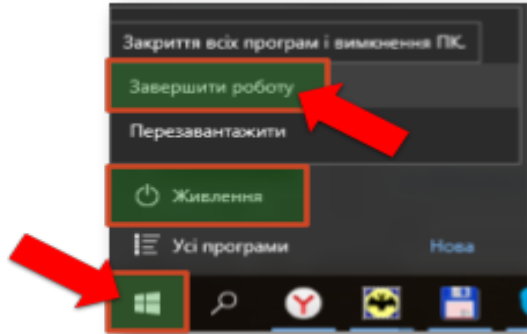 Закриття всіх програм і вимкнення ПК.
Завершити роботу
Перезавантажити
Живлення
Усі програми
Нова